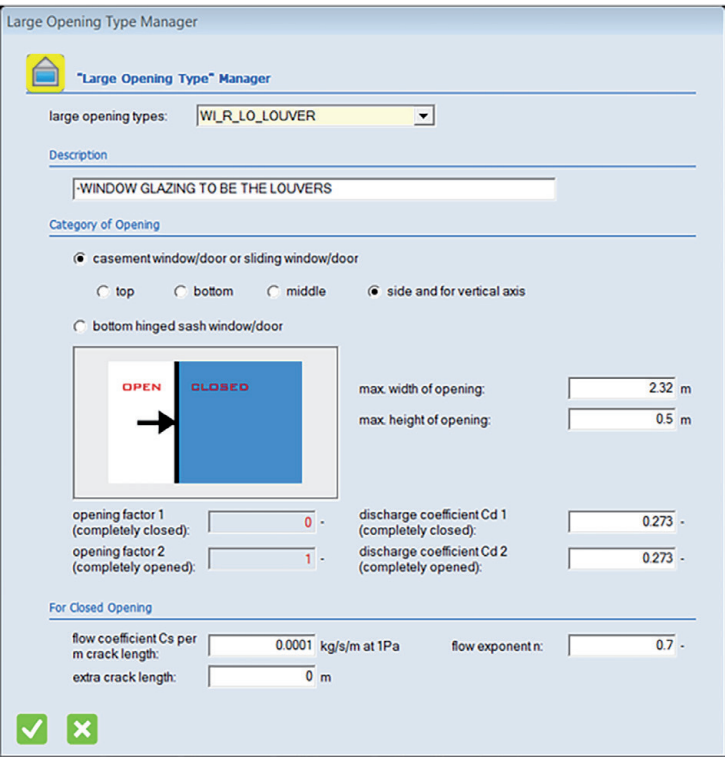 Large Opening Type Manager
"Large Opening Type" Manager
large opening types: WI_R_LO_LOUVER
Description
-WINDOW GLAZING TO BE THE LOUVERS
Category of Opening
casement window/door or sliding window/door
top bottom middle side and for vertical axis
bottom hinged sash window/door
OPEN CLOSED
max. width of opening: 2.32 m
max. height of opening: 0.5 m
opening factor 1
(completely closed): 0 -
discharge coefficient Cd 1
(completely closed): 0.273 -
opening factor 2
(completely opened): 1 -
discharge coefficient Cd 2
(completely opened): 0.273 -
For Closed Opening
flow coefficient Cs per
m crack length: 0.0001 kg/s/m at 1Pa
flow exponent n: 0.7 -
extra crack length: 0 m